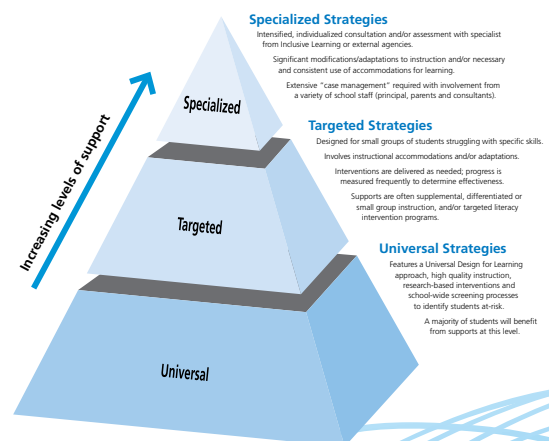 Specialized Strategies
Intensified, individualized consultation and/or assessment with specialist
from Inclusive Learning or external agencies.
Significant modifications/adaptations to instruction and/or necessary
and consistent use of accommodations for learning.
Extensive “case management” required with involvement from
a variety of school staff (principal, parents and consultants).
Specialized
Increasing levels of support
Targeted Strategies
Designed for small groups of students struggling with specific skills.
Involves instructional accommodations and/or adaptations.
Interventions are delivered as needed; progress is
measured frequently to determine effectiveness.
Supports are often supplemental, differentiated or
small group instruction, and/or targeted literacy
intervention programs.
Targeted
Universal Strategies
Features a Universal Design for Learning
approach, high quality instruction,
research-based interventions and
school-wide screening processes
to identify students at-risk.
A majority of students will benefit
from supports at this level.
Universal